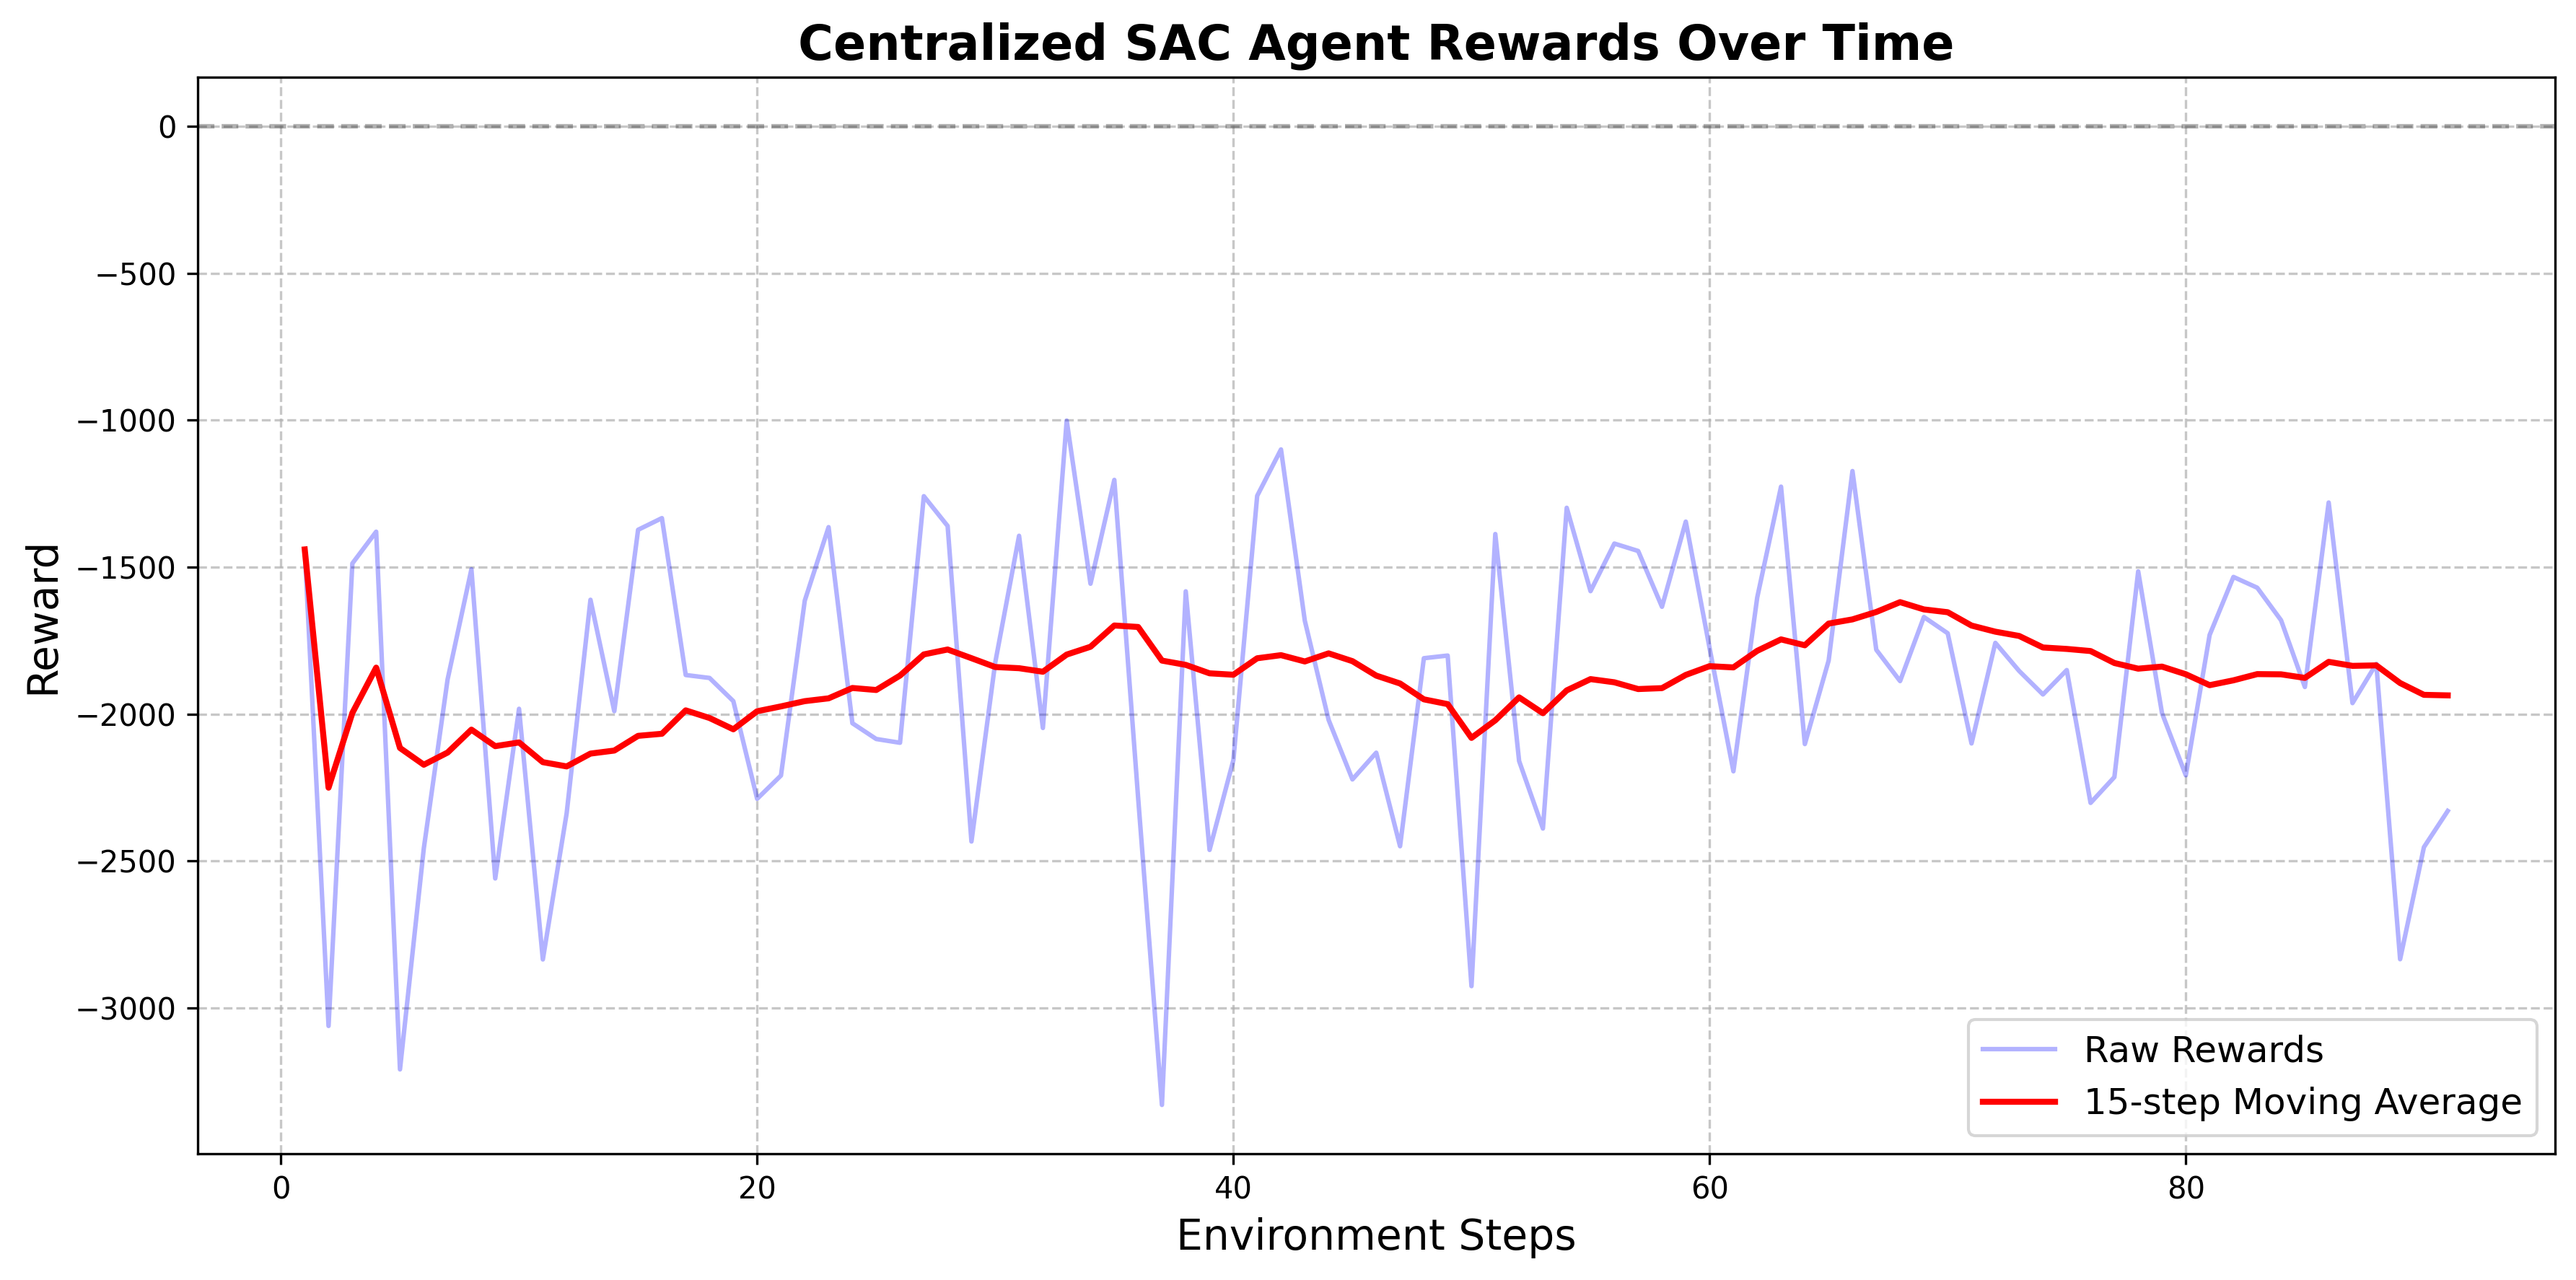 Centralized SAC Agent Rewards Over Time
Reward
0
−500
−1000
−1500
−2000
−2500
−3000
Raw Rewards
15-step Moving Average
0 20 40 60 80
Environment Steps